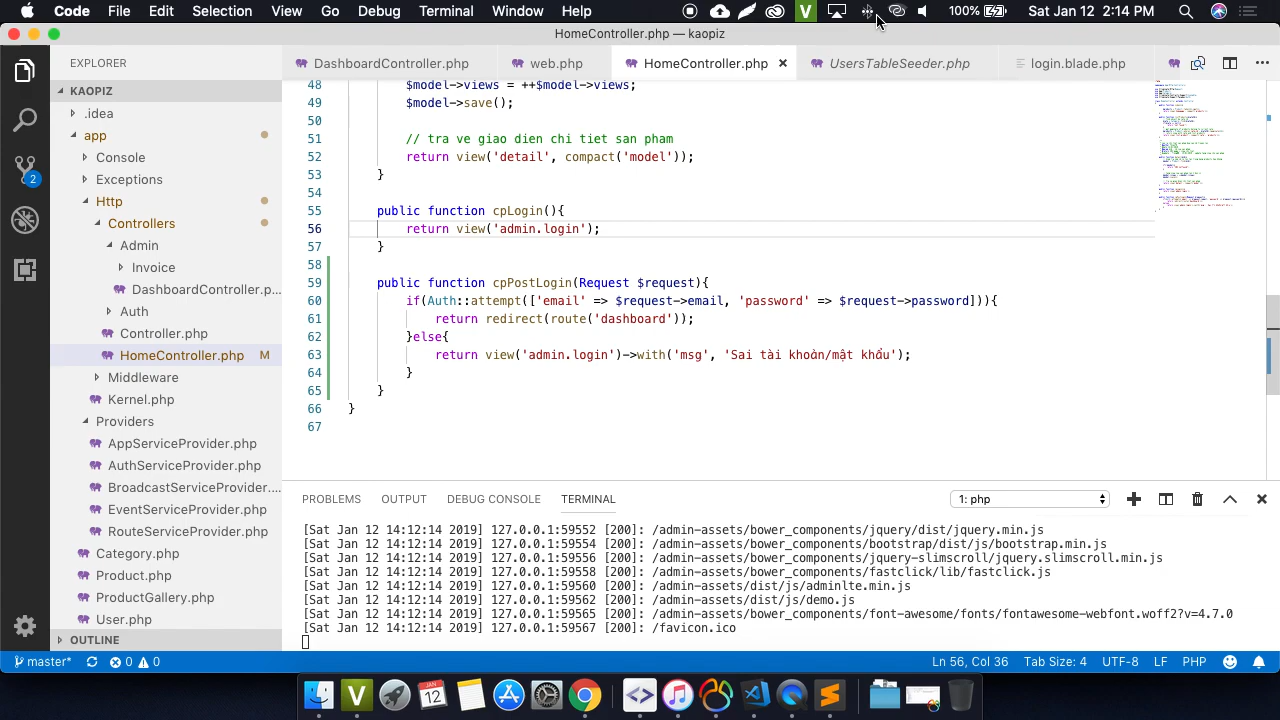 Code File Edit Selection View Go Debug Terminal Window Help 100% Sat Jan 12 2:14 PM
HomeController.php — kaopiz
EXPLORER
DashboardController.php web.php HomeController.php UsersTableSeeder.php login.blade.php
KAOPIZ
.idea
app
Console
Exceptions
Http
Controllers
Admin
Invoice
DashboardController.p...
Auth
Controller.php
HomeController.php M
Middleware
Kernel.php
Providers
AppServiceProvider.php
AuthServiceProvider.php
BroadcastServiceProvider....
EventServiceProvider.php
RouteServiceProvider.php
Category.php
Product.php
ProductGallery.php
User.php
OUTLINE
2
48 $model->views = ++$model->views;
49 $model->save();
50
51 // tra ve giao dien chi tiet san pham
52 return view('detail', compact('model'));
53 }
54
55 public function (){
56 return view('admin.login');
57 }
58
59 public function cpPostLogin(Request $request){
60 if(Auth::attempt(['email' => $request->email, 'password' => $request->password])){
61 return redirect(route('dashboard'));
62 }else{
63 return view('admin.login')->with('msg', 'Sai tài khoản/mật khẩu');
64 }
65 }
66 }
67
PROBLEMS OUTPUT DEBUG CONSOLE TERMINAL 1: php
[Sat Jan 12 14:12:14 2019] 127.0.0.1:59552 [200]: /admin-assets/bower_components/jquery/dist/jquery.min.js
[Sat Jan 12 14:12:14 2019] 127.0.0.1:59554 [200]: /admin-assets/bower_components/bootstrap/dist/js/bootstrap.min.js
[Sat Jan 12 14:12:14 2019] 127.0.0.1:59556 [200]: /admin-assets/bower_components/jquery-slimscroll/jquery.slimscroll.min.js
[Sat Jan 12 14:12:14 2019] 127.0.0.1:59558 [200]: /admin-assets/bower_components/fastclick/lib/fastclick.js
[Sat Jan 12 14:12:14 2019] 127.0.0.1:59560 [200]: /admin-assets/dist/js/adminlte.min.js
[Sat Jan 12 14:12:14 2019] 127.0.0.1:59562 [200]: /admin-assets/dist/js/demo.js
[Sat Jan 12 14:12:14 2019] 127.0.0.1:59565 [200]: /admin-assets/bower_components/font-awesome/fonts/fontawesome-webfont.woff2?v=4.7.0
[Sat Jan 12 14:12:14 2019] 127.0.0.1:59567 [200]: /favicon.ico
master* 0 0 Ln 56, Col 36 Tab Size: 4 UTF-8 LF PHP